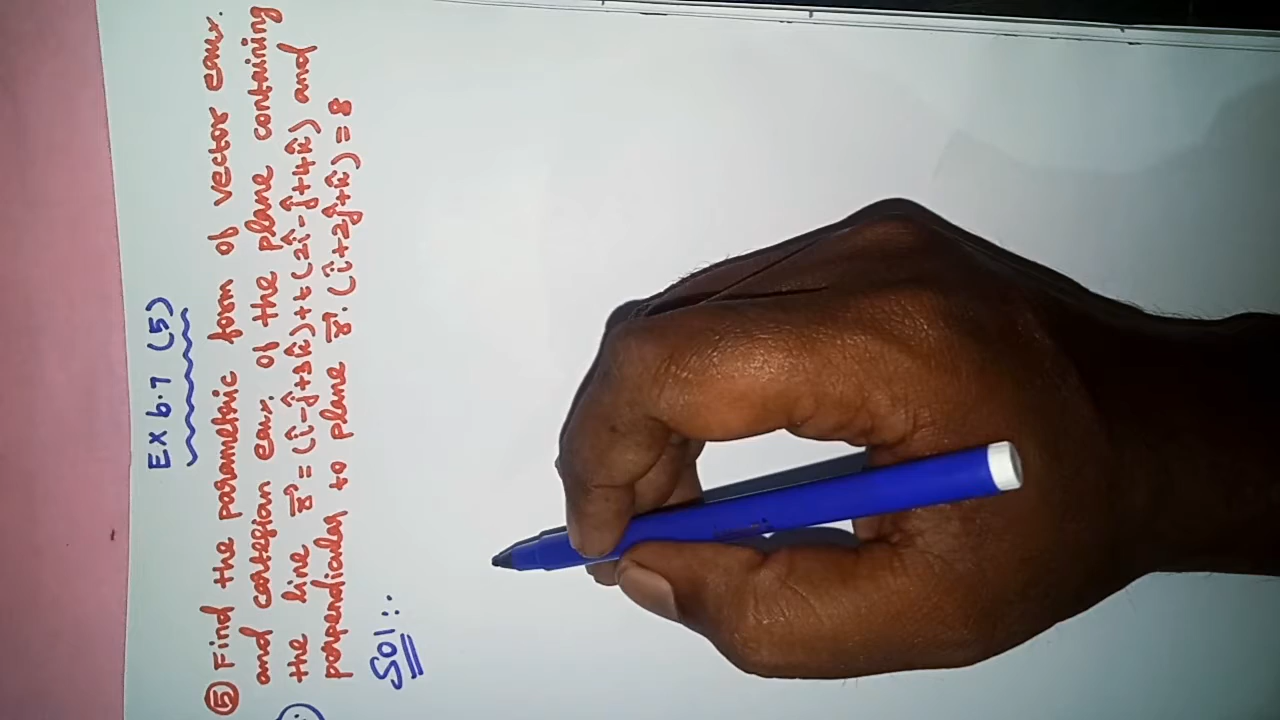 EX 6.7 (5)
⑤ Find the parametric form of vector eqn.
and cartesian eqn. of the plane containing
the line r⃗ = (î-ĵ+3k̂)+t(2î-ĵ+4k̂) and
perpendicular to plane r⃗.(î+2ĵ+k̂)=8
Sol:-